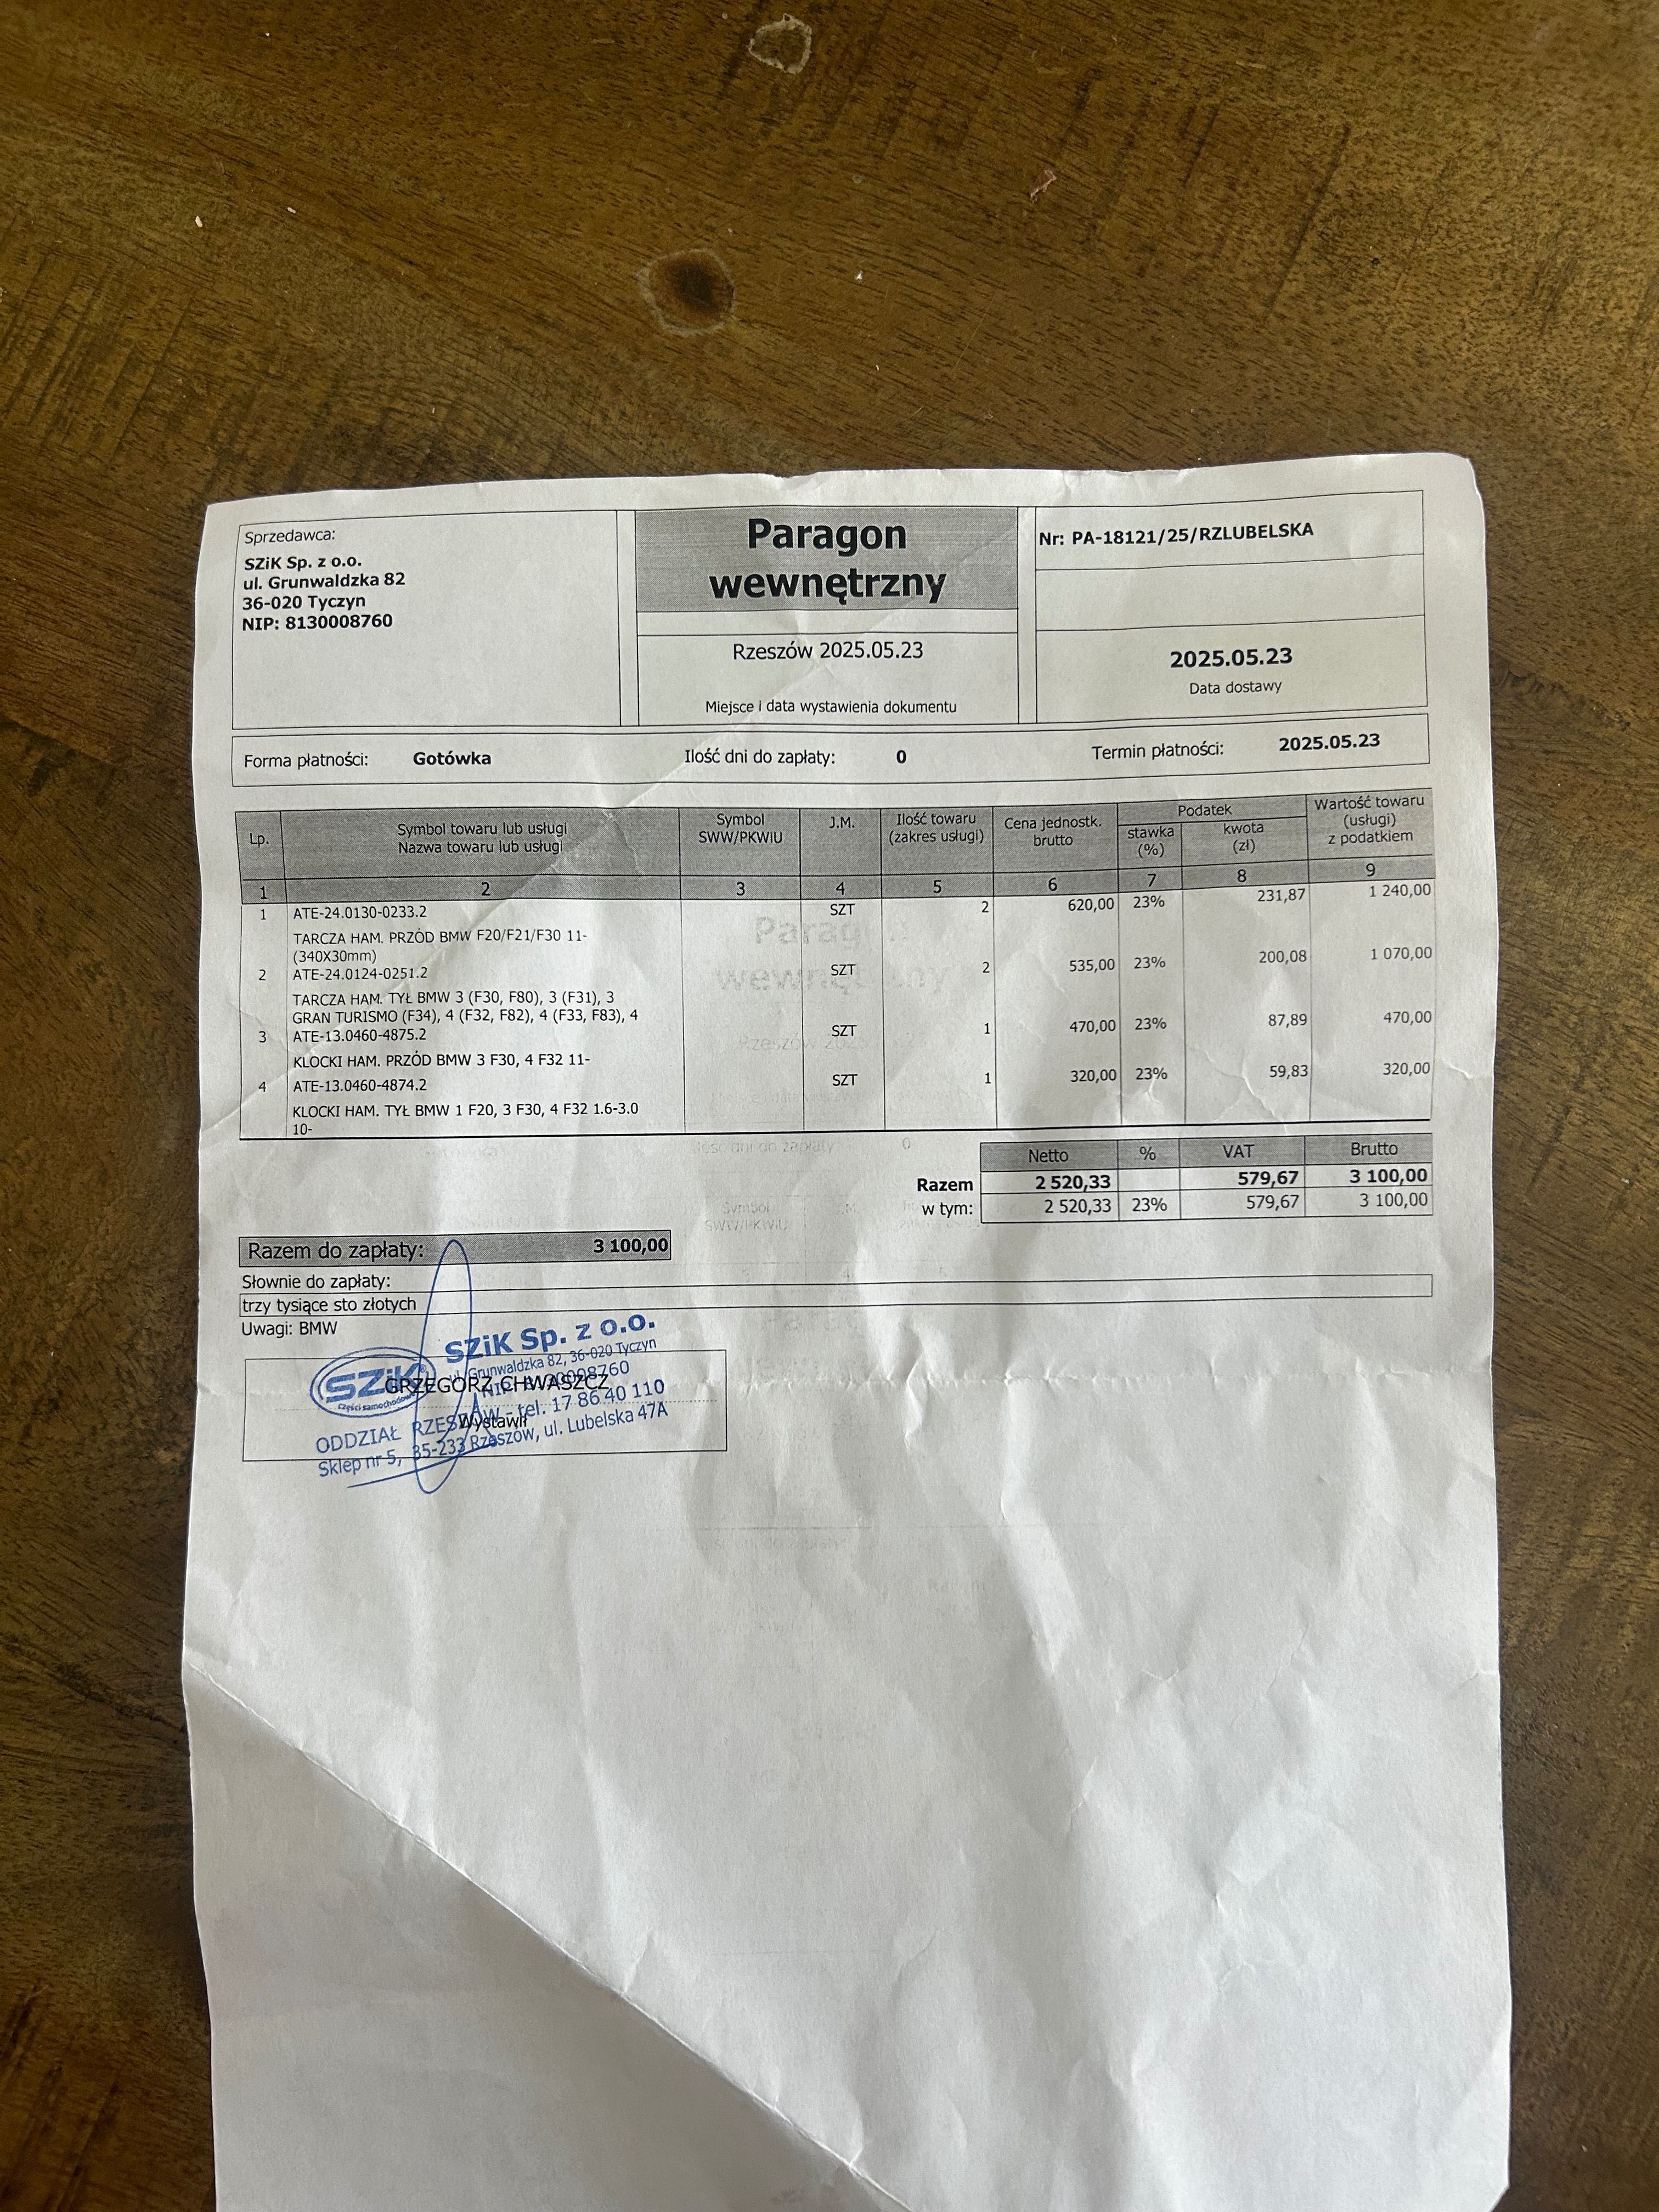 Sprzedawca:
SZiK Sp. z o.o.
ul. Grunwaldzka 82
36-020 Tyczyn
NIP: 8130008760
Paragon
wewnętrzny
Rzeszów 2025.05.23
Miejsce i data wystawienia dokumentu
Nr: PA-18121/25/RZLUBELSKA
2025.05.23
Data dostawy
Forma płatności: Gotówka Ilość dni do zapłaty: 0 Termin płatności: 2025.05.23
Lp. Symbol towaru lub usługi Nazwa towaru lub usługi Symbol SWW/PKWiU J.M. Ilość towaru (zakres usługi) Cena jednostk. brutto Podatek stawka (%) kwota (zł) Wartość towaru (usługi) z podatkiem
1 2 3 4 5 6 7 8 9
1 ATE-24.0130-0233.2 SZT 2 620,00 23% 231,87 1 240,00
TARCZA HAM. PRZÓD BMW F20/F21/F30 11-
(340X30mm)
2 ATE-24.0124-0251.2 SZT 2 535,00 23% 200,08 1 070,00
TARCZA HAM. TYŁ BMW 3 (F30, F80), 3 (F31), 3
GRAN TURISMO (F34), 4 (F32, F82), 4 (F33, F83), 4
3 ATE-13.0460-4875.2 SZT 1 470,00 23% 87,89 470,00
KLOCKI HAM. PRZÓD BMW 3 F30, 4 F32 11-
4 ATE-13.0460-4874.2 SZT 1 320,00 23% 59,83 320,00
KLOCKI HAM. TYŁ BMW 1 F20, 3 F30, 4 F32 1.6-3.0
10-
Netto % VAT Brutto
Razem 2 520,33 579,67 3 100,00
w tym: 2 520,33 23% 579,67 3 100,00
Razem do zapłaty: 3 100,00
Słownie do zapłaty:
trzy tysiące sto złotych
Uwagi: BMW
SZiK
części samochodowe
SZiK Sp. z o.o.
ul. Grunwaldzka 82, 36-020 Tyczyn
NIP 8130008760
GRZEGORZ CHWASZCZ
ODDZIAŁ RZESZÓW - tel. 17 86 40 110
Wystawił
Sklep nr 5, 35-233 Rzeszów, ul. Lubelska 47A